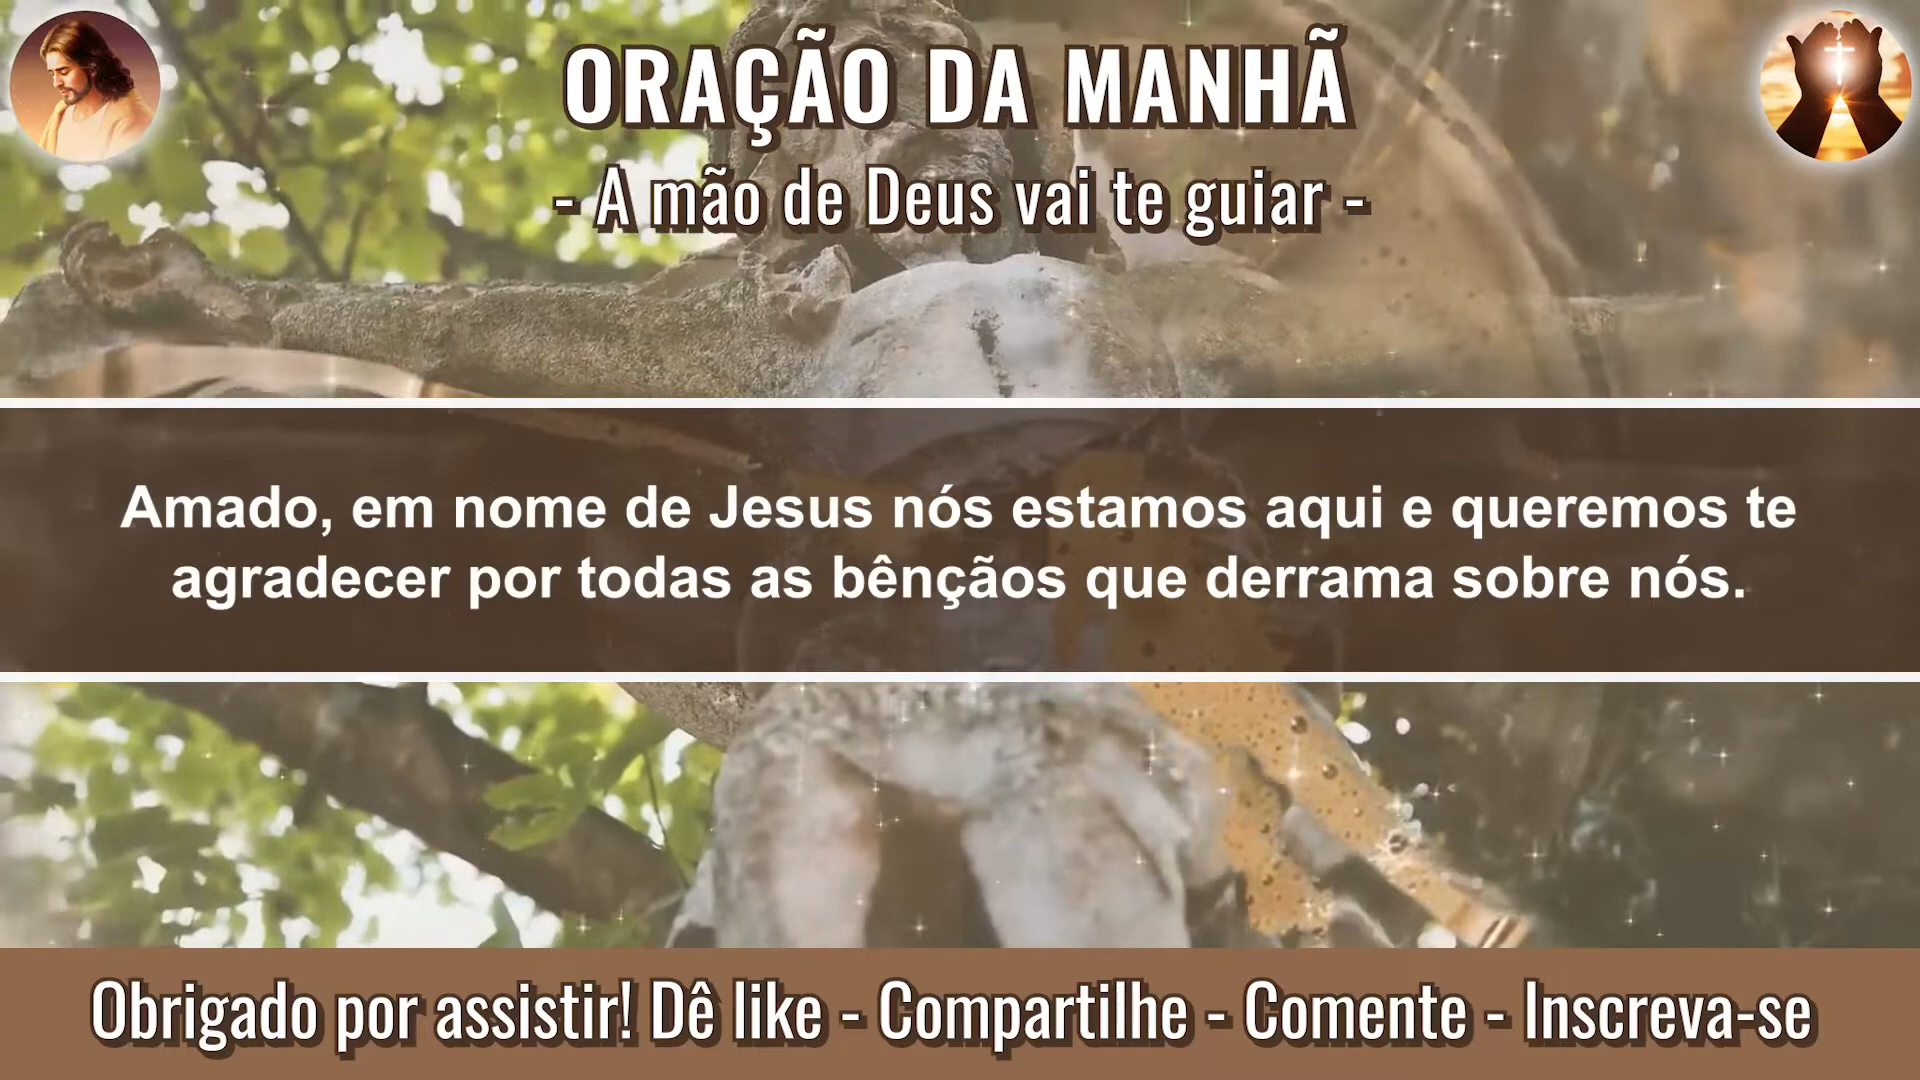 ORAÇÃO DA MANHÃ
- A mão de Deus vai te guiar -
Amado, em nome de Jesus nós estamos aqui e queremos te
agradecer por todas as bênçãos que derrama sobre nós.
Obrigado por assistir! Dê like - Compartilhe - Comente - Inscreva-se